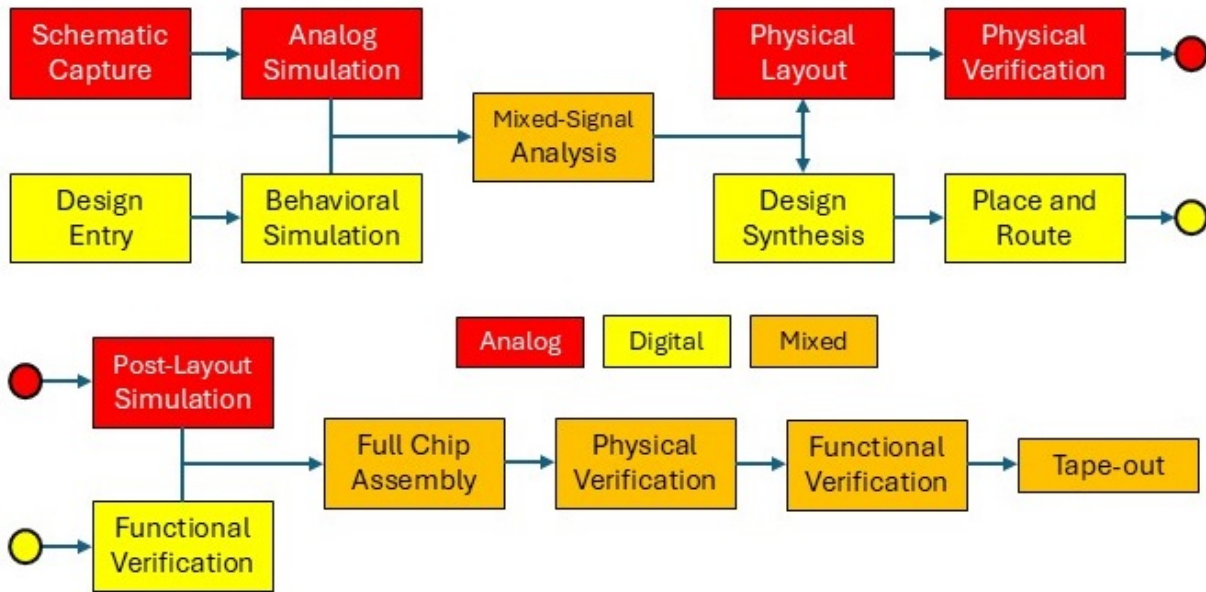 Schematic
Capture
Analog
Simulation
Physical
Layout
Physical
Verification
Mixed-Signal
Analysis
Design
Entry
Behavioral
Simulation
Design
Synthesis
Place and
Route
Analog
Digital
Mixed
Post-Layout
Simulation
Full Chip
Assembly
Physical
Verification
Functional
Verification
Tape-out
Functional
Verification